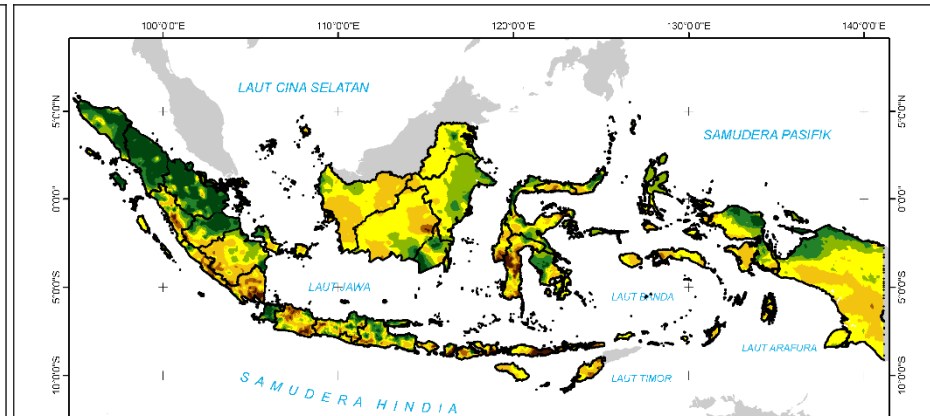 100°0'0"E 110°0'0"E 120°0'0"E 130°0'0"E 140°0'0"E
LAUT CINA SELATAN
5°0'0"N 5°0'0"N
SAMUDERA PASIFIK
0°0'0" 0°0'0"
LAUT JAWA
5°0'0"S 5°0'0"S
LAUT BANDA
LAUT ARAFURA
10°0'0"S 10°0'0"S
LAUT TIMOR
SAMUDERA HINDIA